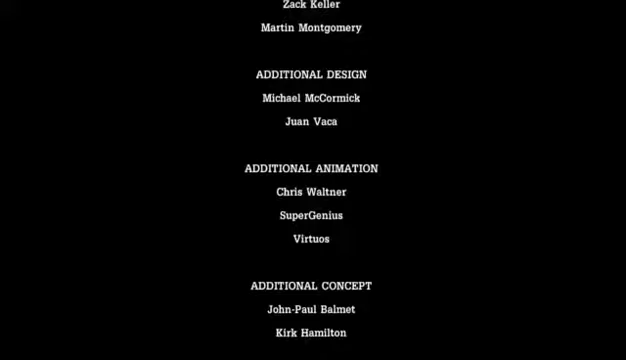 Zack Keller
Martin Montgomery
ADDITIONAL DESIGN
Michael McCormick
Juan Vaca
ADDITIONAL ANIMATION
Chris Waltner
SuperGenius
Virtuos
ADDITIONAL CONCEPT
John-Paul Balmet
Kirk Hamilton